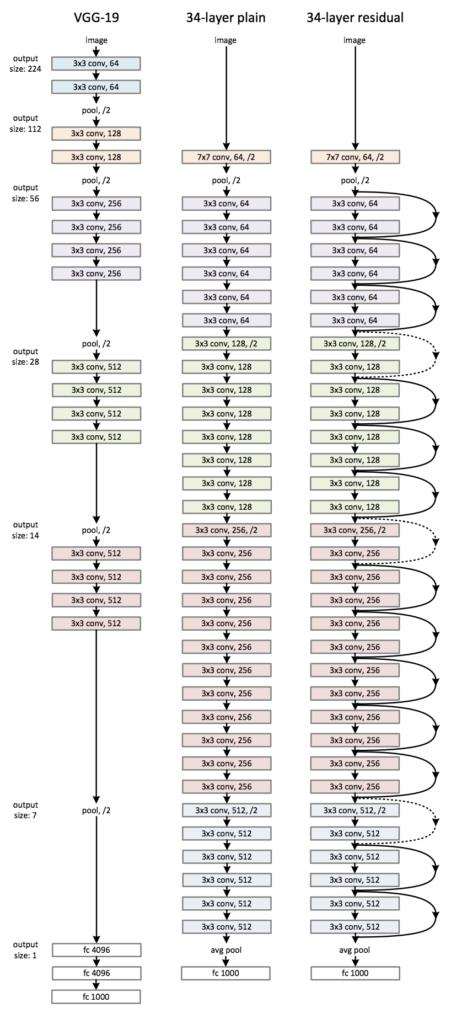 VGG-19
image
output
size: 224
3x3 conv, 64
3x3 conv, 64
pool, /2
output
size: 112
3x3 conv, 128
3x3 conv, 128
pool, /2
output
size: 56
3x3 conv, 256
3x3 conv, 256
3x3 conv, 256
3x3 conv, 256
pool, /2
output
size: 28
3x3 conv, 512
3x3 conv, 512
3x3 conv, 512
3x3 conv, 512
pool, /2
output
size: 14
3x3 conv, 512
3x3 conv, 512
3x3 conv, 512
3x3 conv, 512
output
size: 7
pool, /2
output
size: 1
fc 4096
fc 4096
fc 1000
34-layer plain
image
7x7 conv, 64, /2
pool, /2
3x3 conv, 64
3x3 conv, 64
3x3 conv, 64
3x3 conv, 64
3x3 conv, 64
3x3 conv, 64
3x3 conv, 128, /2
3x3 conv, 128
3x3 conv, 128
3x3 conv, 128
3x3 conv, 128
3x3 conv, 128
3x3 conv, 128
3x3 conv, 128
3x3 conv, 256, /2
3x3 conv, 256
3x3 conv, 256
3x3 conv, 256
3x3 conv, 256
3x3 conv, 256
3x3 conv, 256
3x3 conv, 256
3x3 conv, 256
3x3 conv, 256
3x3 conv, 256
3x3 conv, 256
3x3 conv, 512, /2
3x3 conv, 512
3x3 conv, 512
3x3 conv, 512
3x3 conv, 512
3x3 conv, 512
avg pool
fc 1000
34-layer residual
image
7x7 conv, 64, /2
pool, /2
3x3 conv, 64
3x3 conv, 64
3x3 conv, 64
3x3 conv, 64
3x3 conv, 64
3x3 conv, 64
3x3 conv, 128, /2
3x3 conv, 128
3x3 conv, 128
3x3 conv, 128
3x3 conv, 128
3x3 conv, 128
3x3 conv, 128
3x3 conv, 128
3x3 conv, 256, /2
3x3 conv, 256
3x3 conv, 256
3x3 conv, 256
3x3 conv, 256
3x3 conv, 256
3x3 conv, 256
3x3 conv, 256
3x3 conv, 256
3x3 conv, 256
3x3 conv, 256
3x3 conv, 256
3x3 conv, 512, /2
3x3 conv, 512
3x3 conv, 512
3x3 conv, 512
3x3 conv, 512
3x3 conv, 512
avg pool
fc 1000